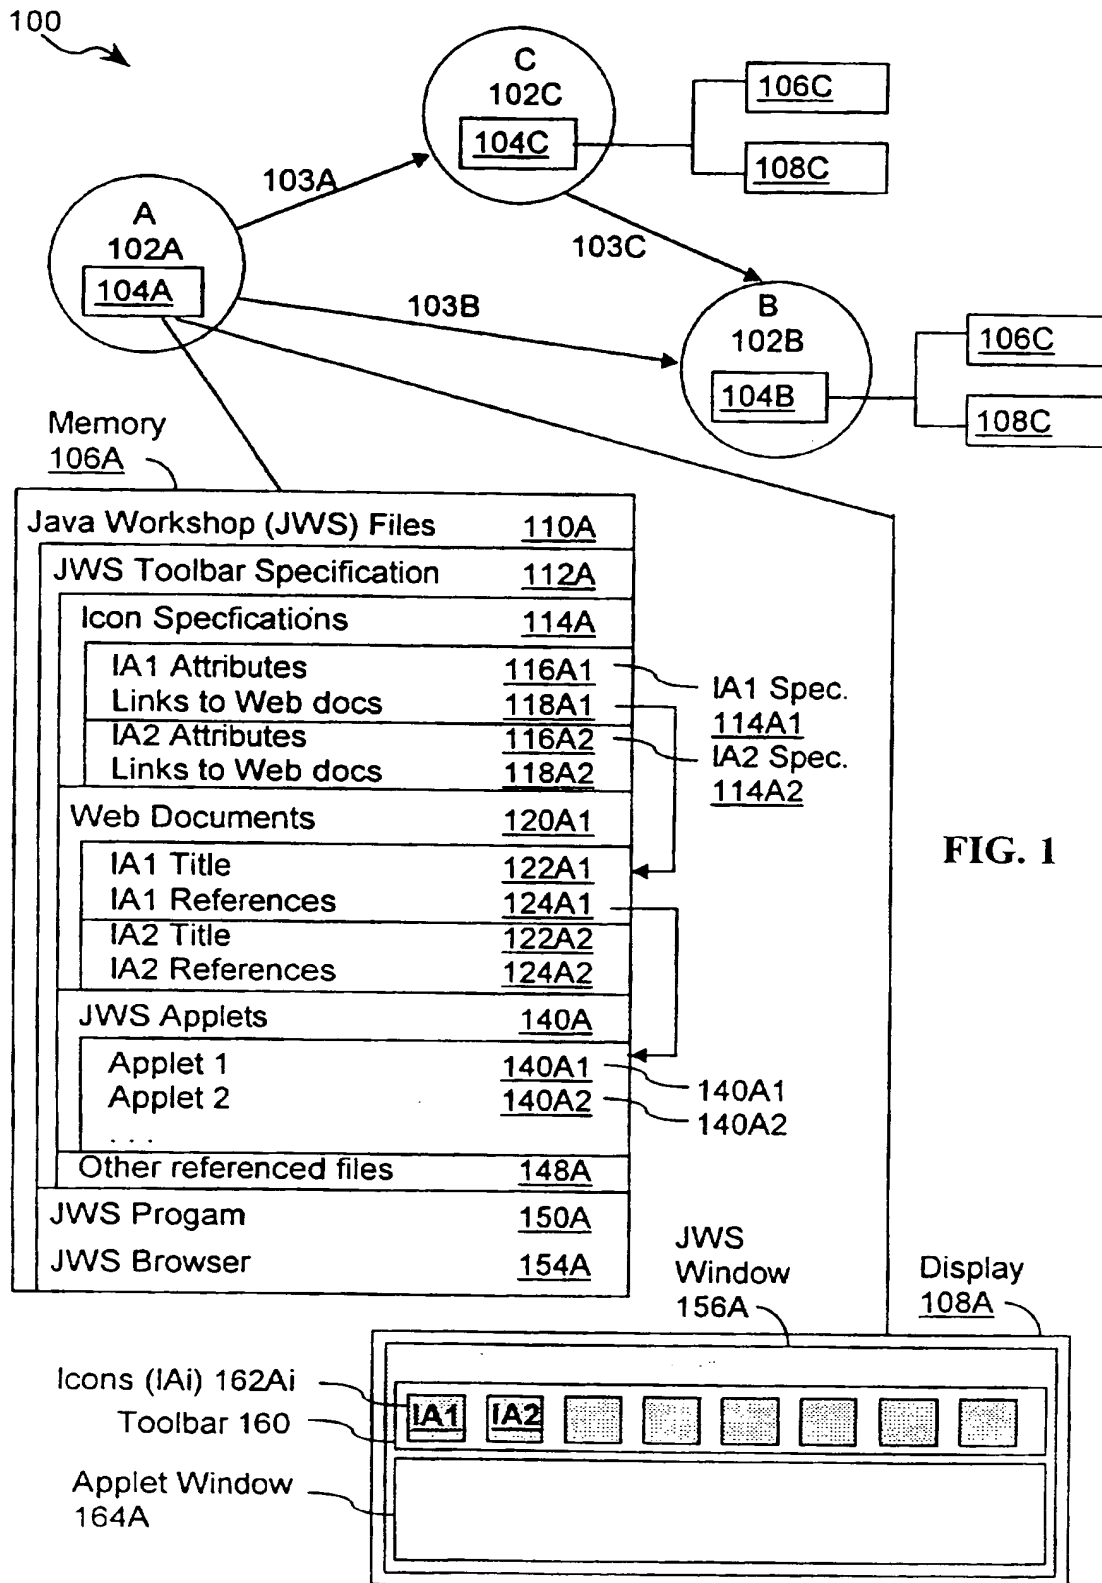 100
C
102C
104C
106C
108C
103A
A
102A
104A
103C
103B
B
102B
104B
106C
108C
Memory
106A
Java Workshop (JWS) Files 110A
JWS Toolbar Specification 112A
Icon Specfications 114A
IA1 Attributes 116A1
Links to Web docs 118A1
IA2 Attributes 116A2
Links to Web docs 118A2
IA1 Spec.
114A1
IA2 Spec.
114A2
Web Documents 120A1
IA1 Title 122A1
IA1 References 124A1
IA2 Title 122A2
IA2 References 124A2
FIG. 1
JWS Applets 140A
Applet 1 140A1
Applet 2 140A2
. . .
140A1
140A2
Other referenced files 148A
JWS Progam 150A
JWS Browser 154A
JWS
Window
156A
Display
108A
Icons (IAi) 162Ai
IA1 IA2
Toolbar 160
Applet Window
164A